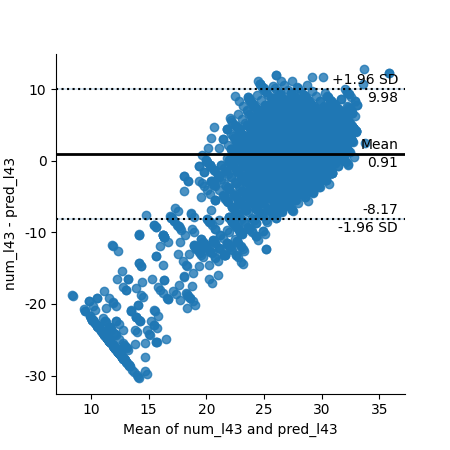 10
0
-10
-20
-30
num_l43 - pred_l43
+1.96 SD
9.98
Mean
0.91
-8.17
-1.96 SD
10 15 20 25 30 35
Mean of num_l43 and pred_l43